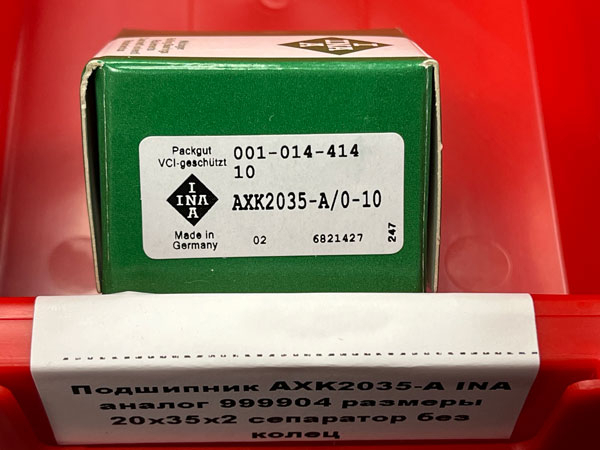 Packgut
VCI-geschützt
001-014-414
10
I
INA
A
AXK2035-A/0-10
Made in
Germany
02
6821427
247
Подшипник AXK2035-A INA
аналог 999904 размеры
20x35x2 сепаратор без
колец